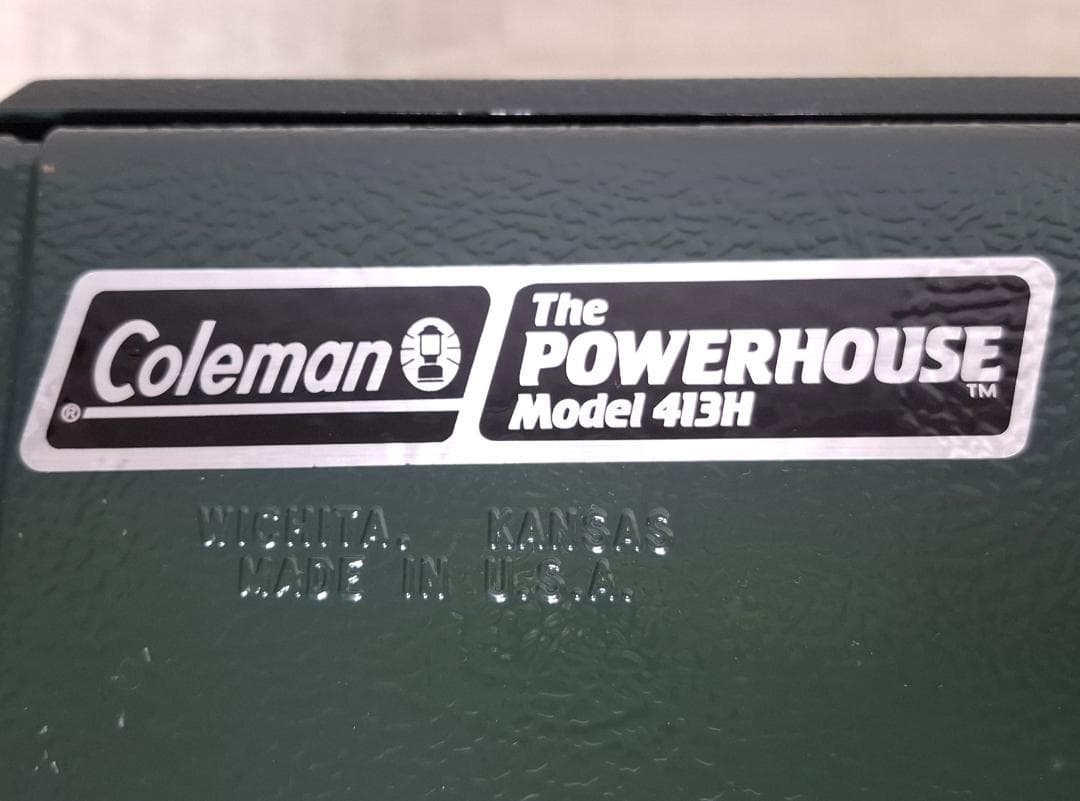 Coleman
®
The
POWERHOUSE
™
Model 413H
WICHITA, KANSAS
MADE IN U.S.A.